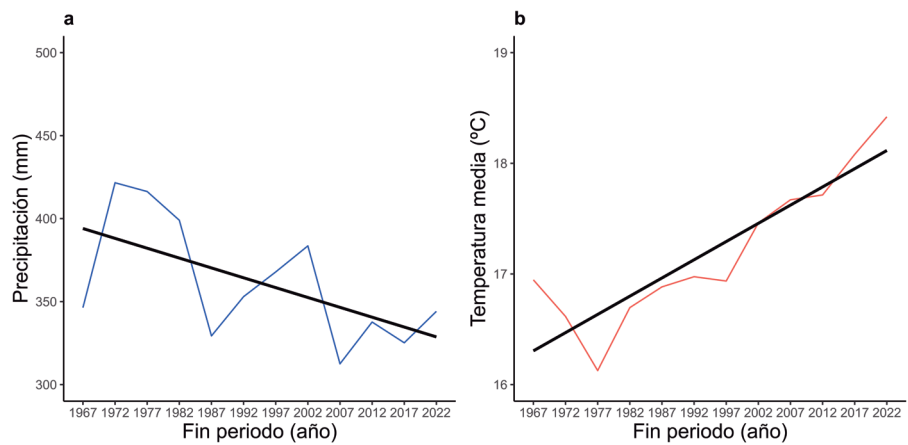 a
500
450
400
350
300
Precipitación (mm)
1967 1972 1977 1982 1987 1992 1997 2002 2007 2012 2017 2022
Fin periodo (año)
b
19
18
17
16
Temperatura media (ºC)
1967 1972 1977 1982 1987 1992 1997 2002 2007 2012 2017 2022
Fin periodo (año)